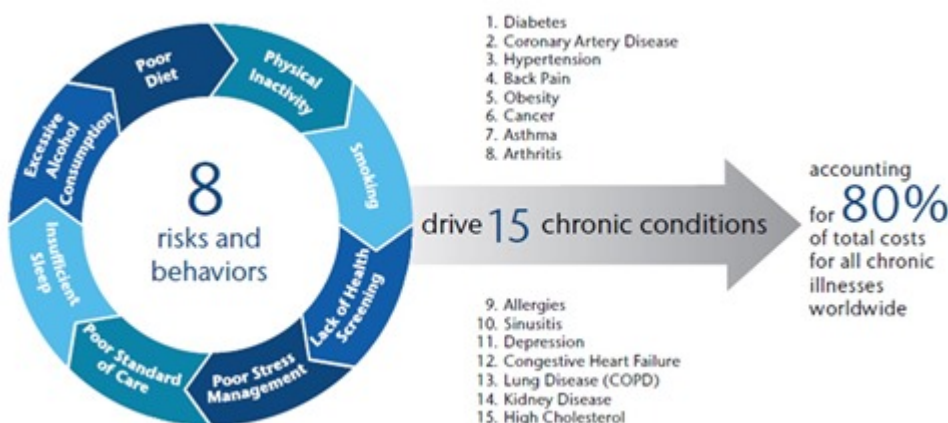 Poor
Diet
Physical
Inactivity
Smoking
Lack of Health
Screening
Poor Stress
Management
Poor Standard
of Care
Insufficient
Sleep
Excessive
Alcohol
Consumption
8
risks and
behaviors
1. Diabetes
2. Coronary Artery Disease
3. Hypertension
4. Back Pain
5. Obesity
6. Cancer
7. Asthma
8. Arthritis
drive 15 chronic conditions
9. Allergies
10. Sinusitis
11. Depression
12. Congestive Heart Failure
13. Lung Disease (COPD)
14. Kidney Disease
15. High Cholesterol
accounting
for 80%
of total costs
for all chronic
illnesses
worldwide